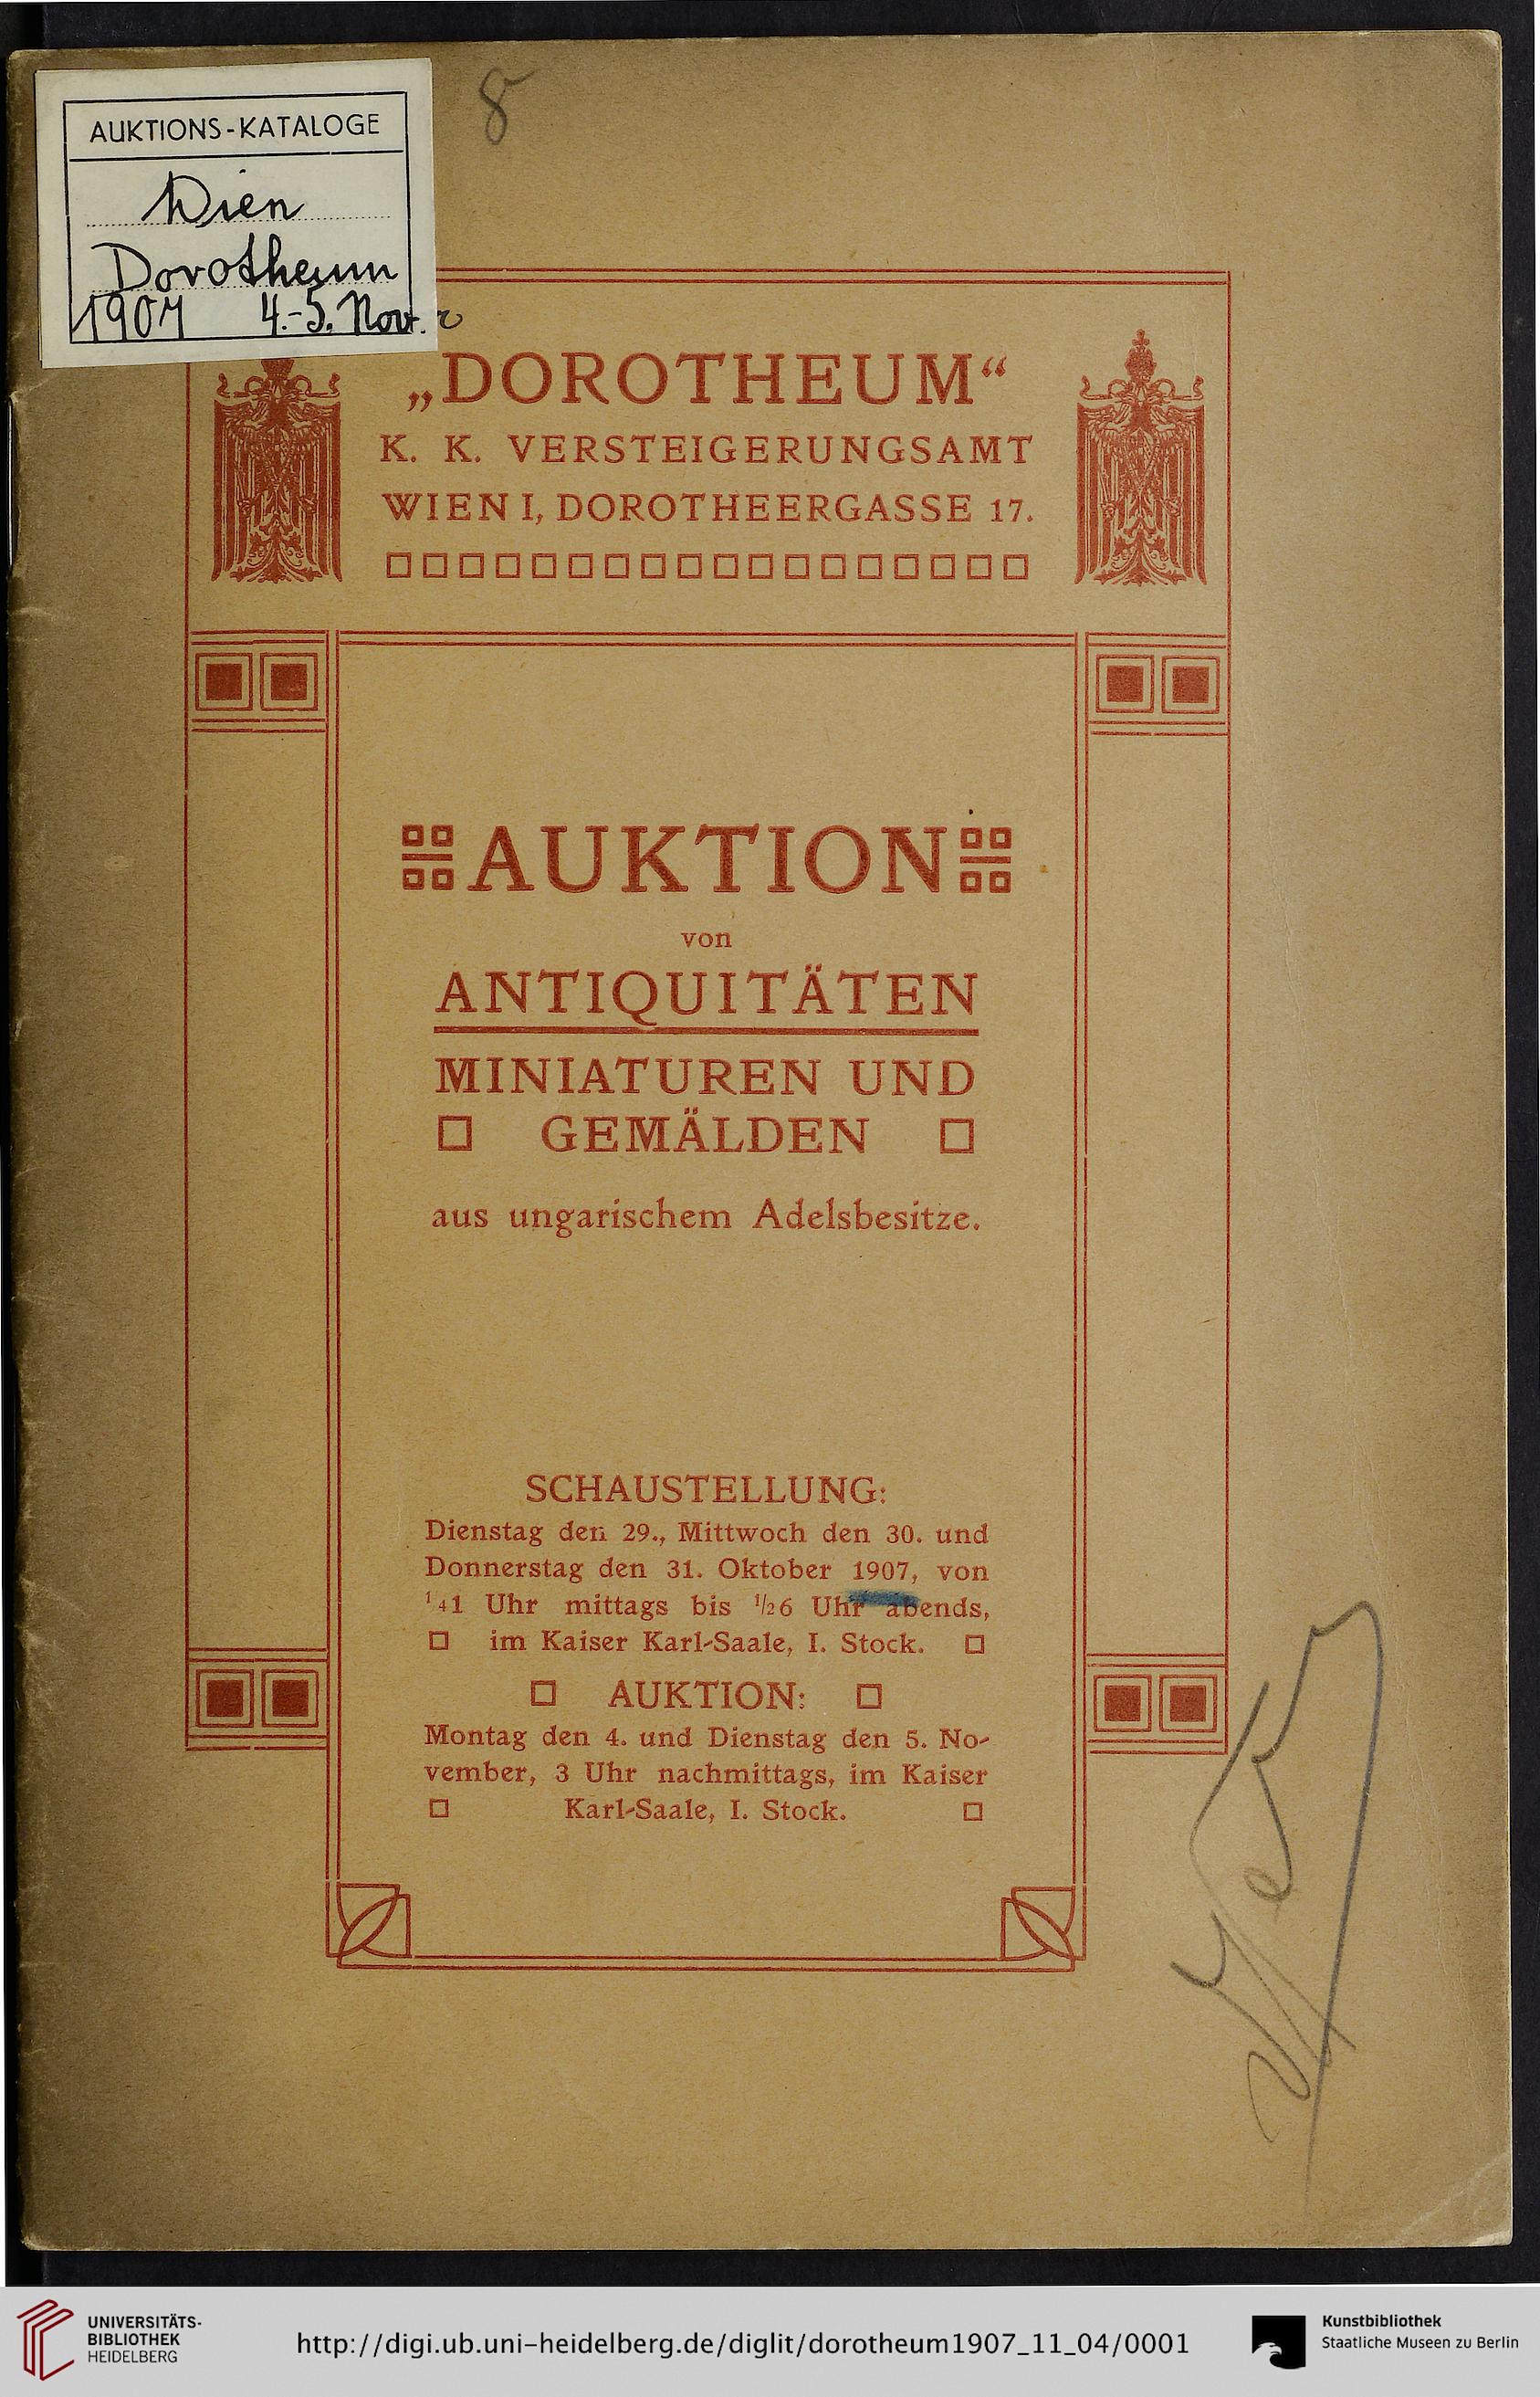 8
AUKTIONS-KATALOGE
Wien
Dorotheum
1907 4.-5. Nov.
„DOROTHEUM“
K. K. VERSTEIGERUNGSAMT
WIEN I, DOROTHEERGASSE 17.
AUKTION
von
ANTIQUITÄTEN
MINIATUREN UND
GEMÄLDEN
aus ungarischem Adelsbesitze.
SCHAUSTELLUNG:
Dienstag den 29., Mittwoch den 30. und
Donnerstag den 31. Oktober 1907, von
1/41 Uhr mittags bis 1/26 Uhr abends,
im Kaiser Karl-Saale, I. Stock.
AUKTION:
Montag den 4. und Dienstag den 5. No-
vember, 3 Uhr nachmittags, im Kaiser
Karl-Saale, I. Stock.
UNIVERSITÄTS-
BIBLIOTHEK
HEIDELBERG
http://digi.ub.uni-heidelberg.de/diglit/dorotheum1907_11_04/0001
Kunstbibliothek
Staatliche Museen zu Berlin